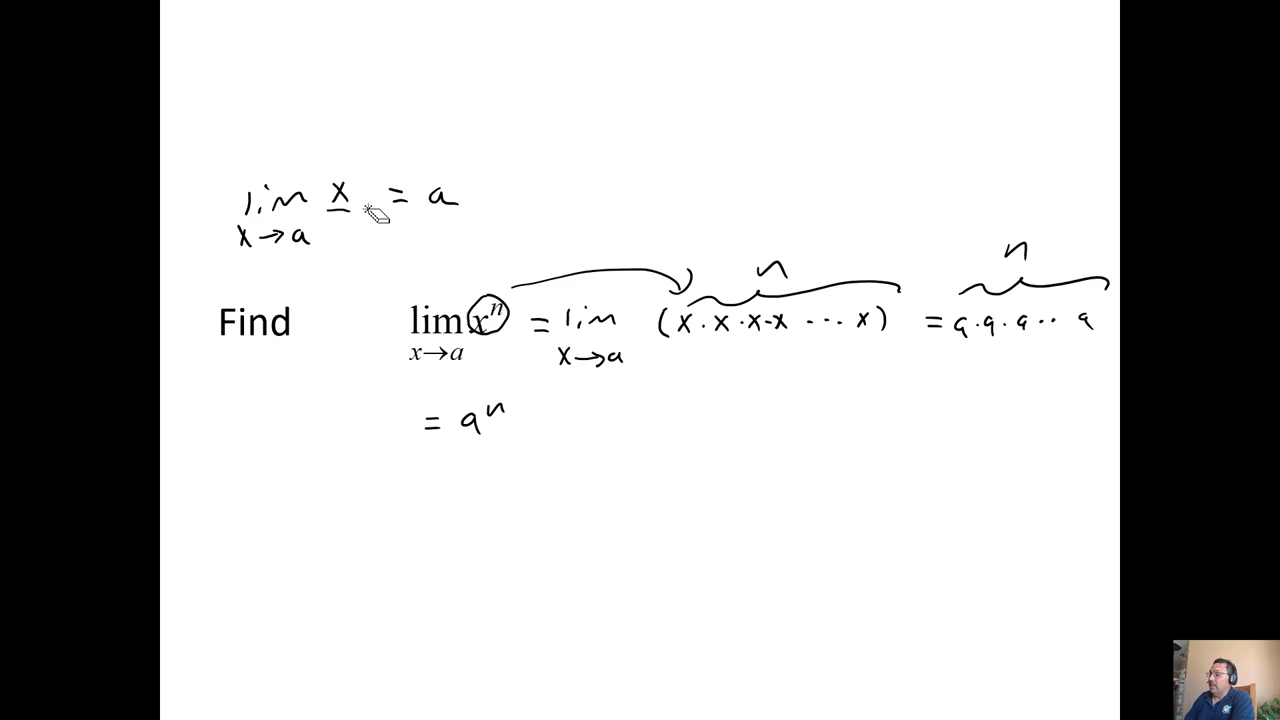 lim x = a
x→a
n n
Find lim xⁿ = lim (x · x · x · x · · · x) = a · a · a · · a
x→a x→a
= aⁿ